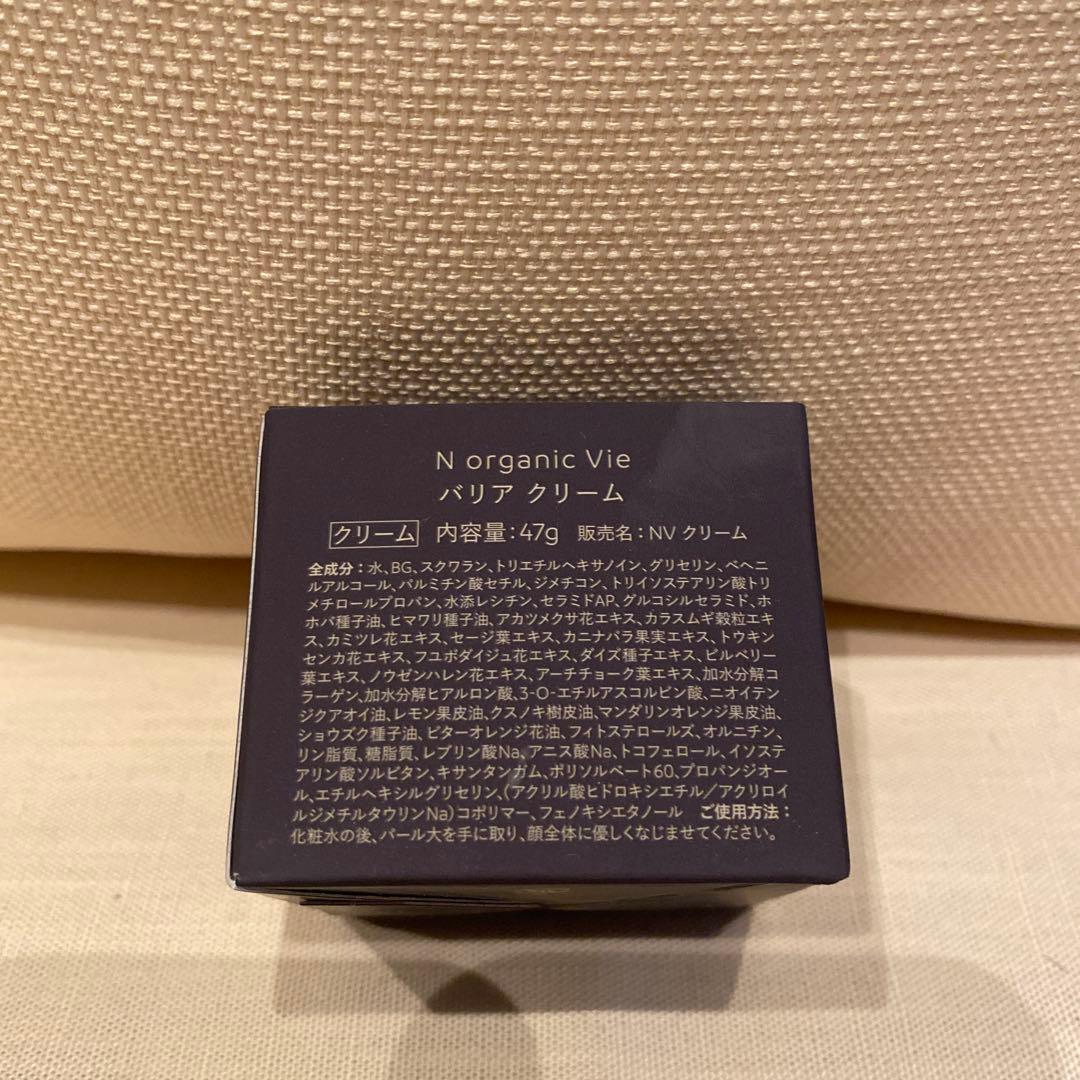 N organic Vie
バリア クリーム
クリーム 内容量:47g 販売名:NV クリーム
全成分:水、BG、スクワラン、トリエチルヘキサノイン、グリセリン、ベヘニ
ルアルコール、パルミチン酸セチル、ジメチコン、トリイソステアリン酸トリ
メチロールプロパン、水添レシチン、セラミドAP、グルコシルセラミド、ホ
ホバ種子油、ヒマワリ種子油、アカツメクサ花エキス、カラスムギ穀粒エキ
ス、カミツレ花エキス、セージ葉エキス、カニナバラ果実エキス、トウキン
センカ花エキス、フユボダイジュ花エキス、ダイズ種子エキス、ビルベリー
葉エキス、ノウゼンハレン花エキス、アーチチョーク葉エキス、加水分解コ
ラーゲン、加水分解ヒアルロン酸、3-O-エチルアスコルビン酸、ニオイテン
ジクアオイ油、レモン果皮油、クスノキ樹皮油、マンダリンオレンジ果皮油、
ショウズク種子油、ビターオレンジ花油、フィトステロールズ、オルニチン、
リン脂質、糖脂質、レブリン酸Na、アニス酸Na、トコフェロール、イソステ
アリン酸ソルビタン、キサンタンガム、ポリソルベート60、プロパンジオー
ル、エチルヘキシルグリセリン、(アクリル酸ヒドロキシエチル/アクリロイ
ルジメチルタウリンNa)コポリマー、フェノキシエタノール ご使用方法:
化粧水の後、パール大を手に取り、顔全体に優しくなじませてください。